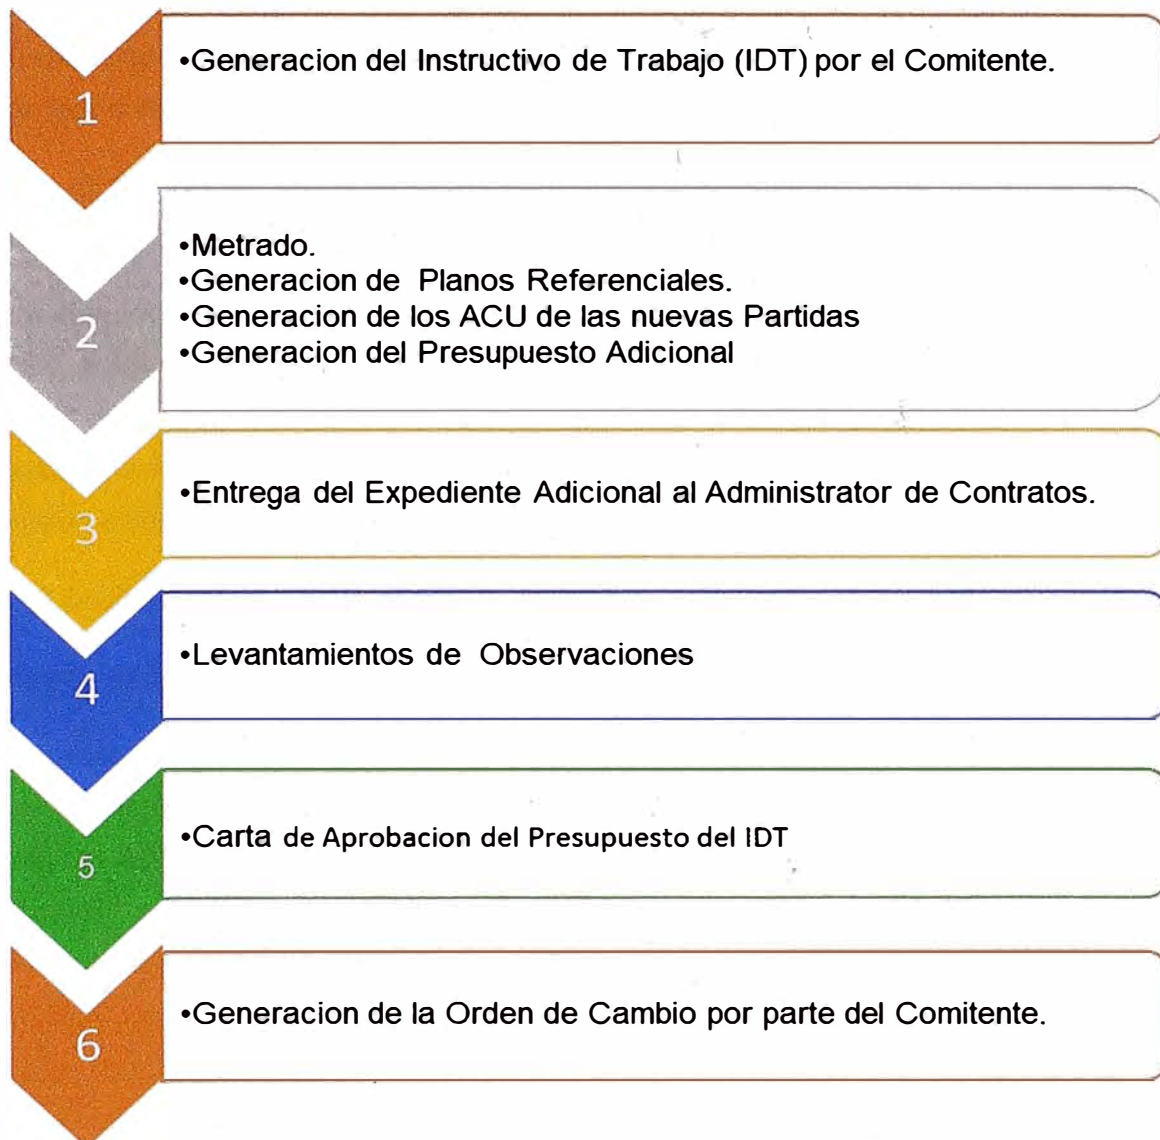 1
•Generacion del Instructivo de Trabajo (IDT) por el Comitente.
2
•Metrado.
•Generacion de Planos Referenciales.
•Generacion de los ACU de las nuevas Partidas
•Generacion del Presupuesto Adicional
3
•Entrega del Expediente Adicional al Administrator de Contratos.
4
•Levantamientos de Observaciones
5
•Carta de Aprobacion del Presupuesto del IDT
6
•Generacion de la Orden de Cambio por parte del Comitente.